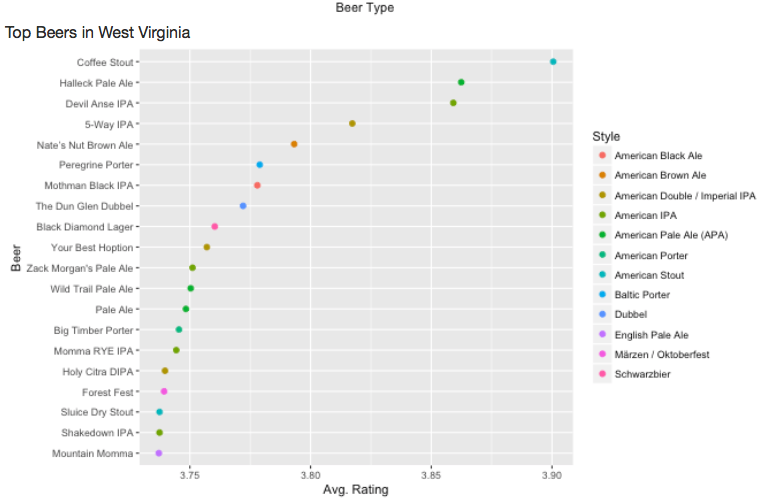 Beer Type
Top Beers in West Virginia
Coffee Stout
Halleck Pale Ale
Devil Anse IPA
5-Way IPA
Nate's Nut Brown Ale
Peregrine Porter
Mothman Black IPA
The Dun Glen Dubbel
Black Diamond Lager
Your Best Hoption
Zack Morgan's Pale Ale
Wild Trail Pale Ale
Pale Ale
Big Timber Porter
Momma RYE IPA
Holy Citra DIPA
Forest Fest
Sluice Dry Stout
Shakedown IPA
Mountain Momma
Beer
3.75 3.80 3.85 3.90
Avg. Rating
Style
American Black Ale
American Brown Ale
American Double / Imperial IPA
American IPA
American Pale Ale (APA)
American Porter
American Stout
Baltic Porter
Dubbel
English Pale Ale
Märzen / Oktoberfest
Schwarzbier